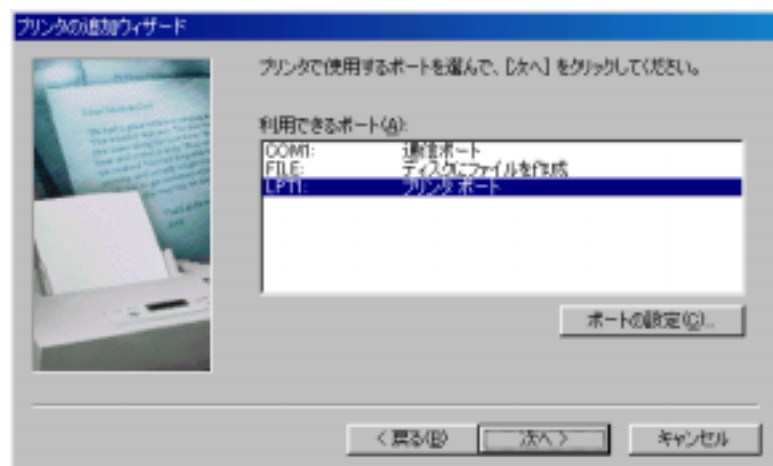 プリンタの追加ウィザード
プリンタで使用するポートを選んで、[次へ] をクリックしてください。
利用できるポート(A):
COM1: 通信ポート
FILE: ディスクにファイルを作成
LPT1: プリンタ ポート
ポートの設定(C)...
< 戻る(B)
次へ >
キャンセル